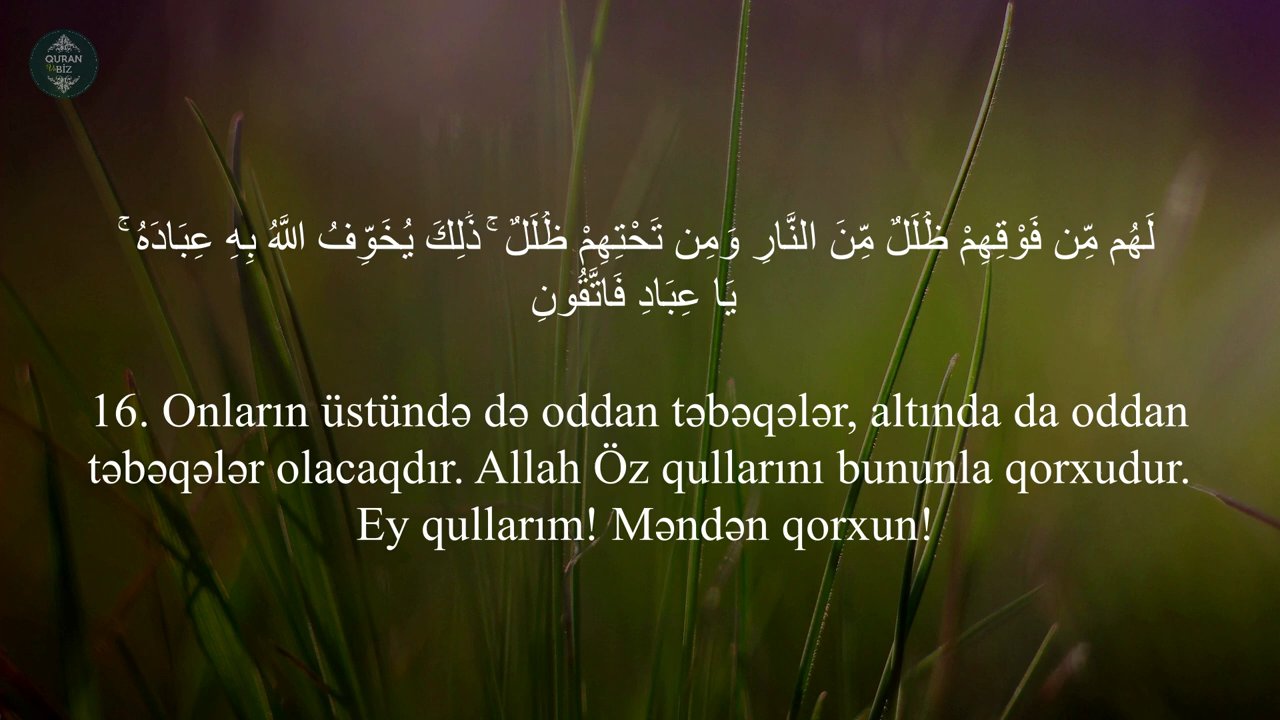 QURAN
Və
BİZ
لَهُم مِّن فَوْقِهِمْ ظُلَلٌ مِّنَ النَّارِ وَمِن تَحْتِهِمْ ظُلَلٌ ۚ ذَٰلِكَ يُخَوِّفُ اللَّهُ بِهِ عِبَادَهُ ۚ
يَا عِبَادِ فَاتَّقُونِ
16. Onların üstündə də oddan təbəqələr, altında da oddan
təbəqələr olacaqdır. Allah Öz qullarını bununla qorxudur.
Ey qullarım! Məndən qorxun!